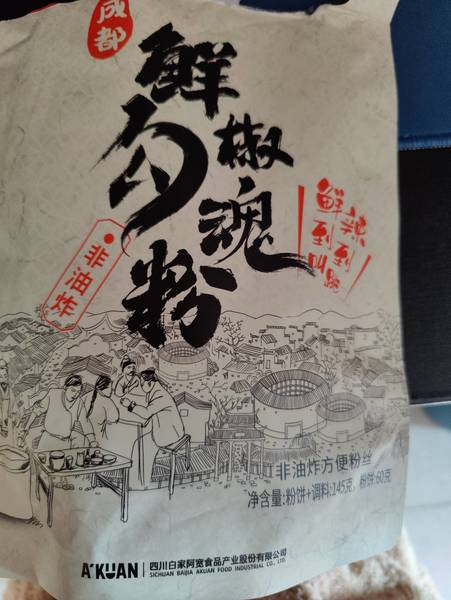 成都
鲜椒
勾魂
粉
鲜到叫
辣到跳
非油炸
非油炸方便粉丝
净含量:粉饼+调料:145克, 粉饼:60克
A'KUAN 四川白家阿宽食品产业股份有限公司
SICHUAN BAIJIA AKUAN FOOD INDUSTRIAL CO., LTD.